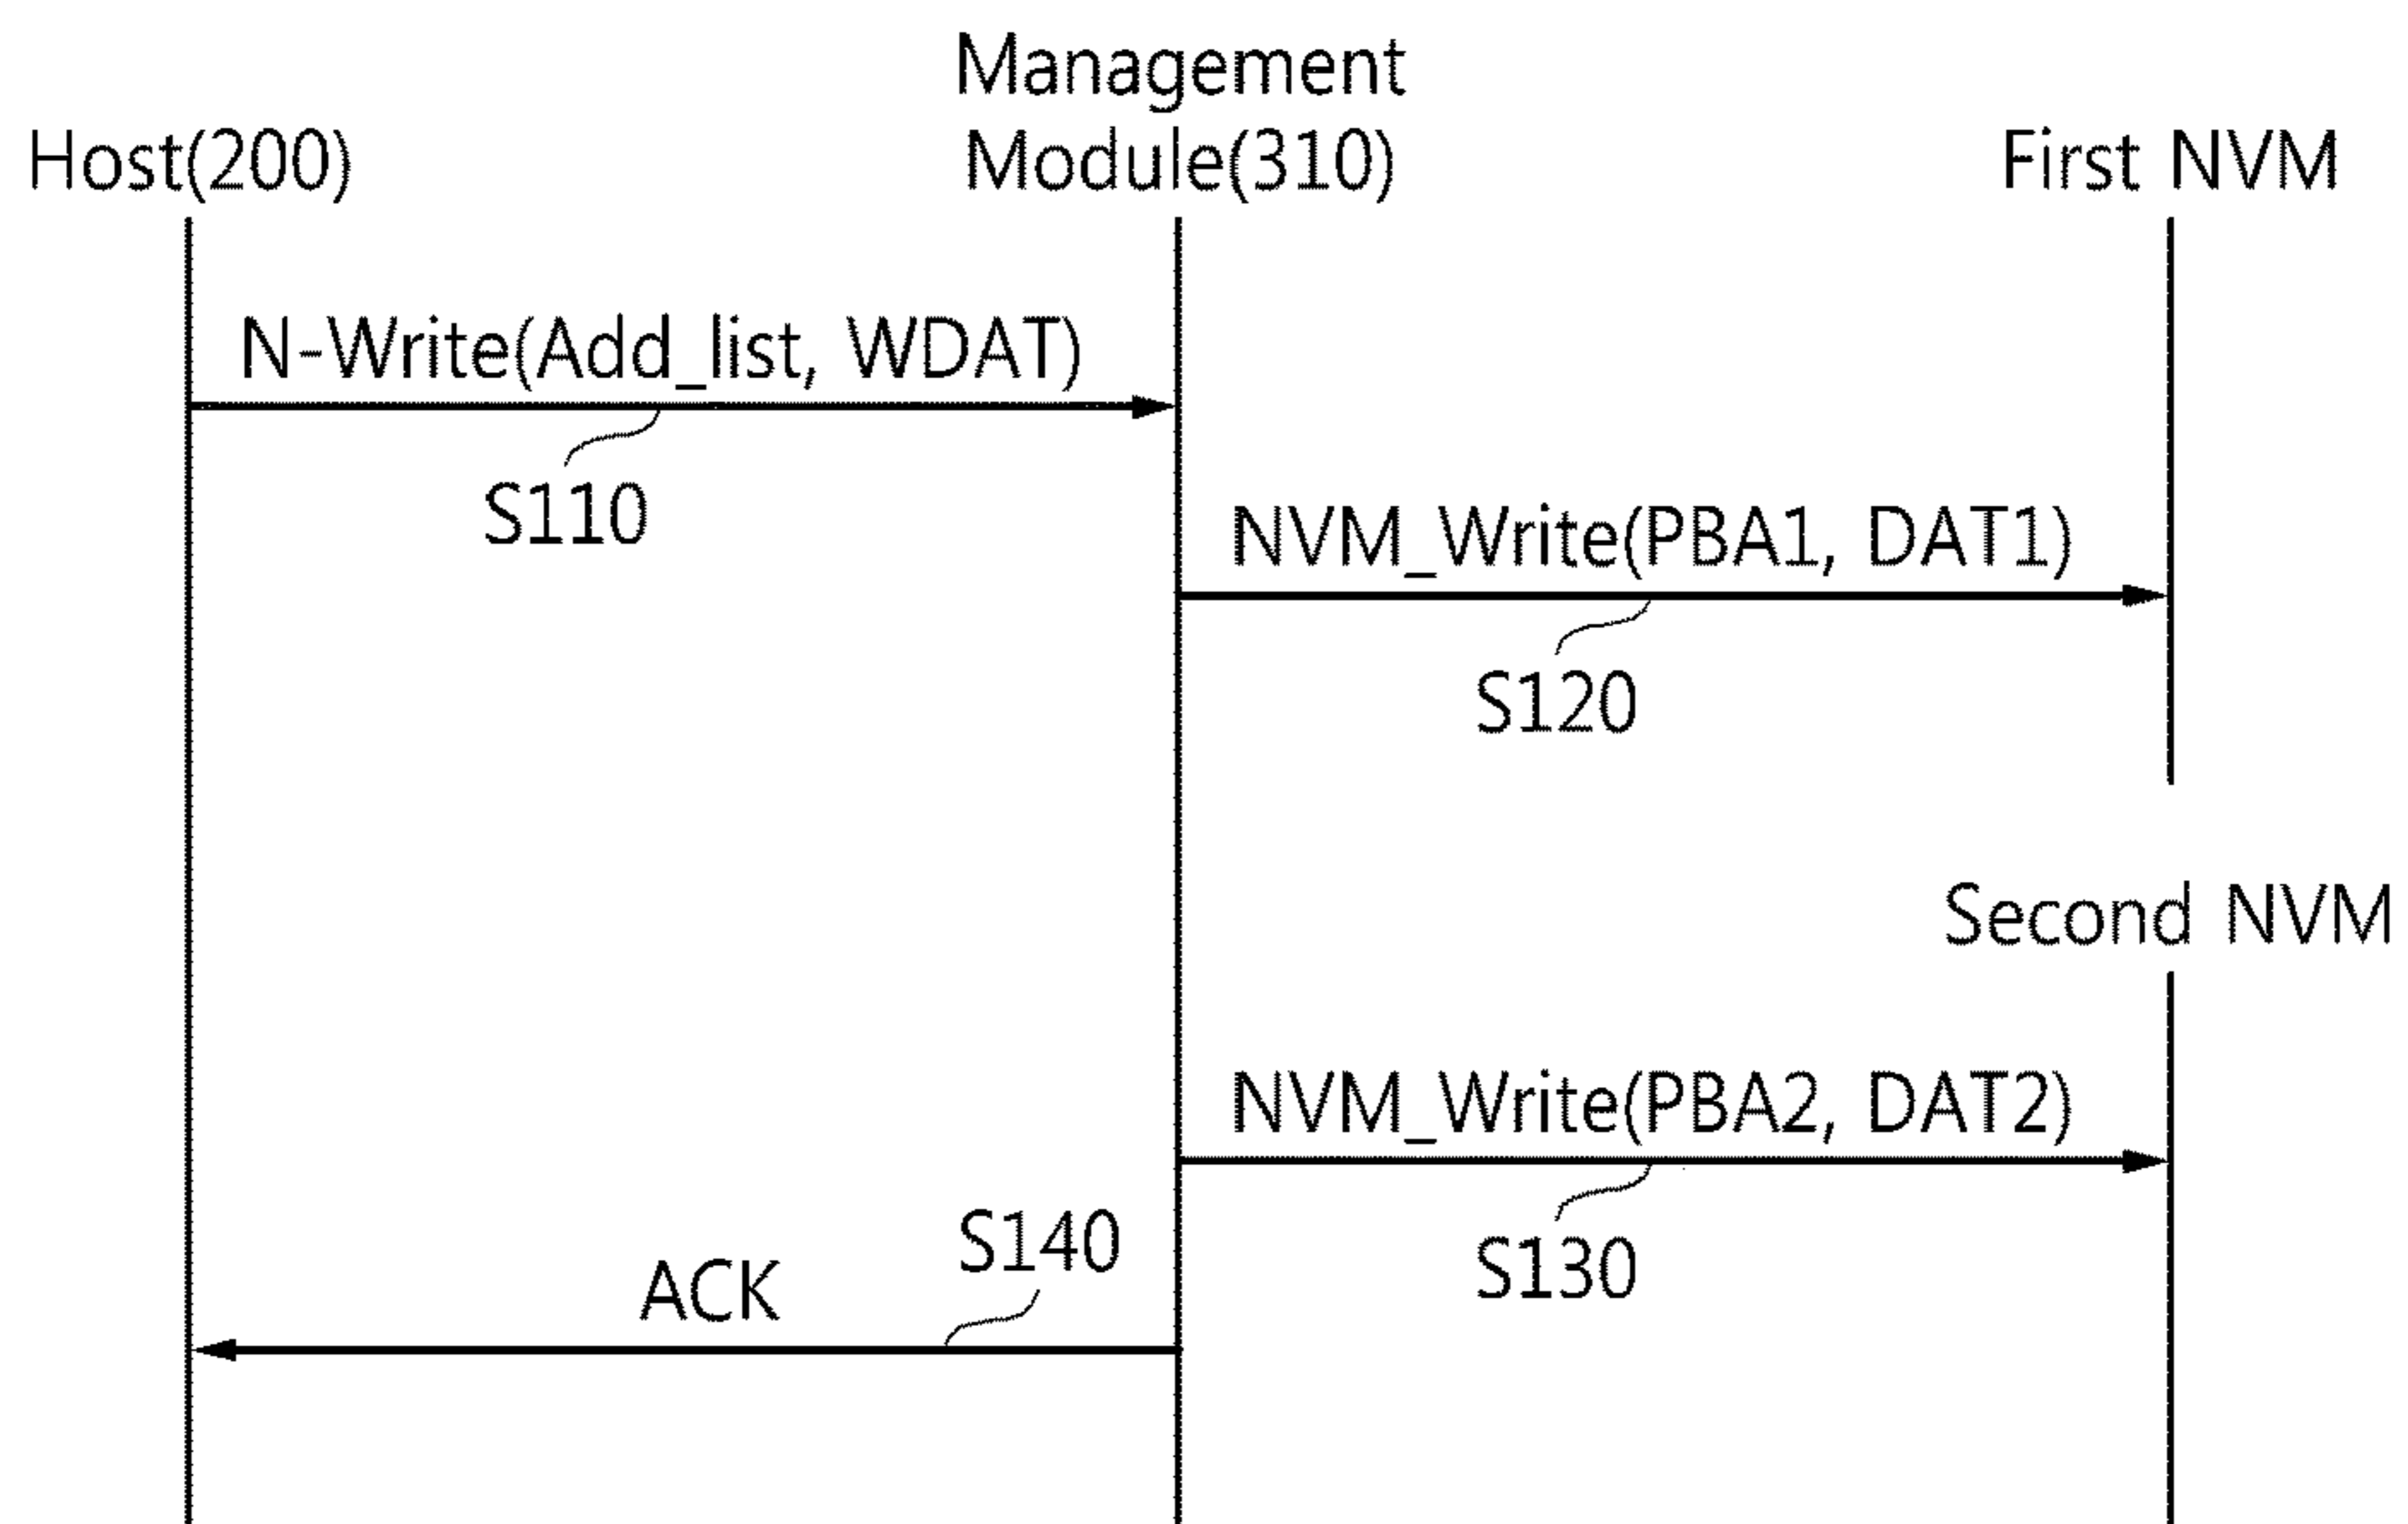 Management
Host(200)
Module(310)
First NVM
N-Write(Add_list, WDAT)
S110
NVM_Write(PBA1, DAT1)
S120
Second NVM
NVM_Write(PBA2, DAT2)
S140
S130
ACK